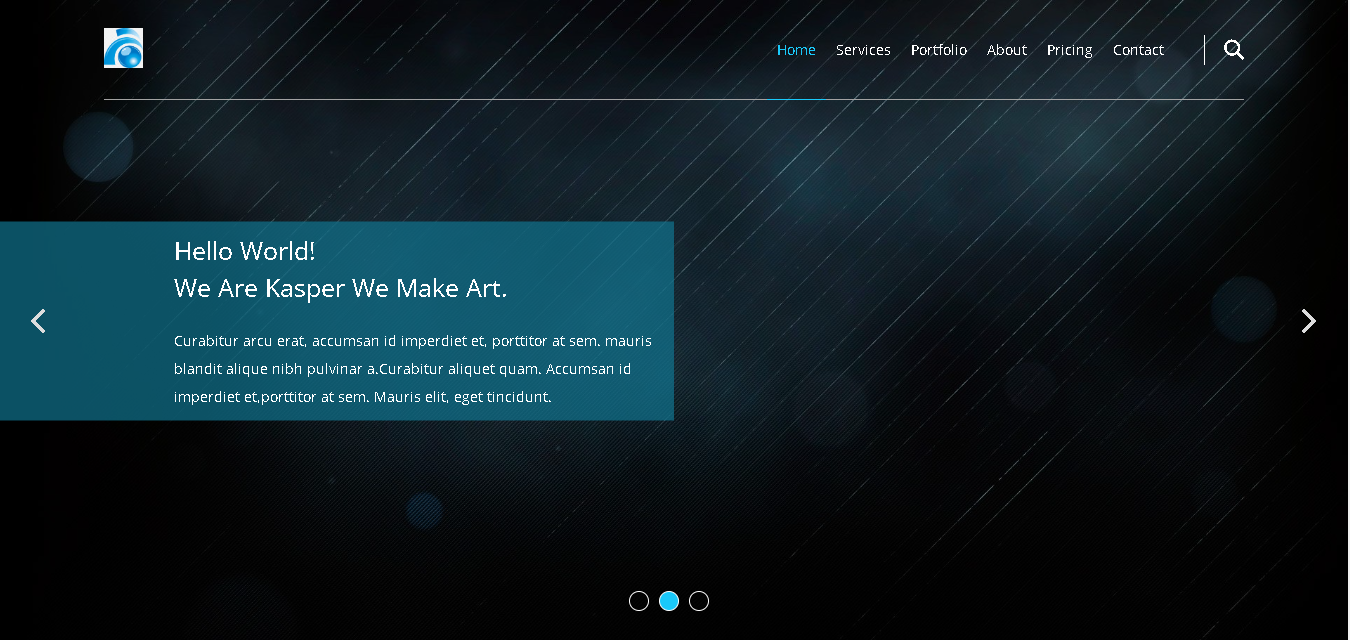 Home Services Portfolio About Pricing Contact
Hello World!
We Are Kasper We Make Art.
Curabitur arcu erat, accumsan id imperdiet et, porttitor at sem. mauris
blandit alique nibh pulvinar a.Curabitur aliquet quam. Accumsan id
imperdiet et,porttitor at sem. Mauris elit, eget tincidunt.